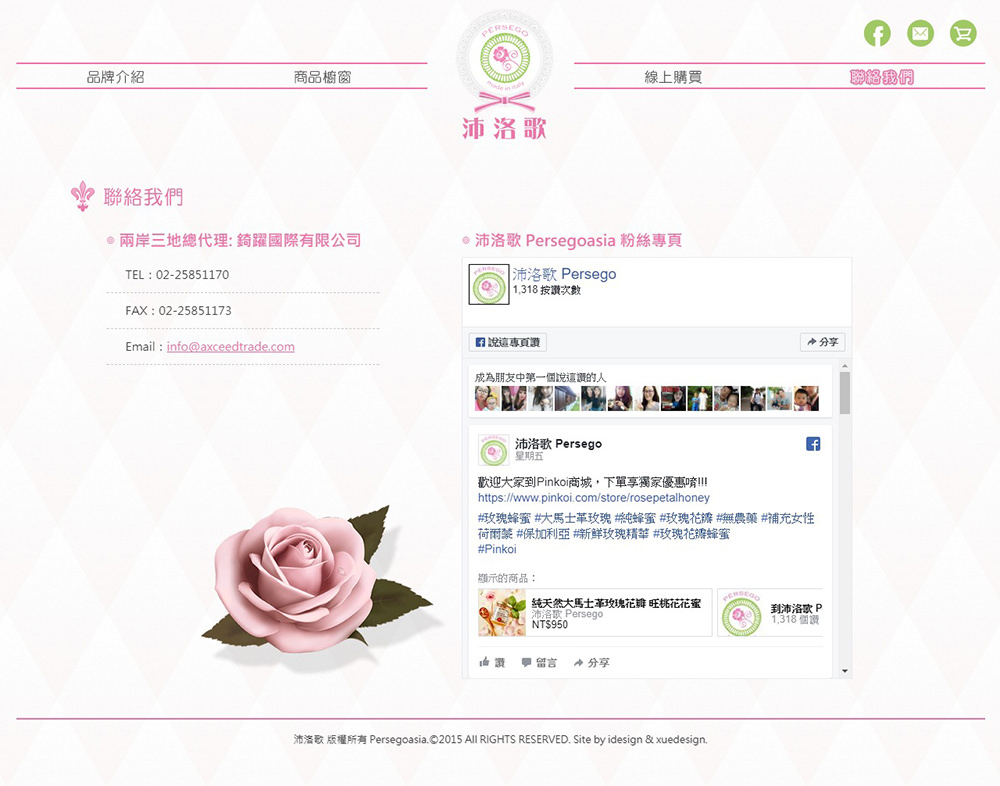 PERSEGO
made in italy
沛洛歌
品牌介紹
商品櫥窗
線上購買
聯絡我們
聯絡我們
兩岸三地總代理: 錡躍國際有限公司
TEL : 02-25851170
FAX : 02-25851173
Email : info@axceedtrade.com
沛洛歌 Persegoasia 粉絲專頁
沛洛歌 Persego
1,318 按讚次數
說這專頁讚
分享
成為朋友中第一個說這讚的人
沛洛歌 Persego
星期五
歡迎大家到Pinkoi商城，下單享獨家優惠唷!!!
https://www.pinkoi.com/store/rosepetalhoney
#玫瑰蜂蜜 #大馬士革玫瑰 #純蜂蜜 #玫瑰花瓣 #無農藥 #補充女性
荷爾蒙 #保加利亞 #新鮮玫瑰精華 #玫瑰花瓣蜂蜜
#Pinkoi
顯示的商品：
純天然大馬士革玫瑰花瓣 旺桃花花蜜
沛洛歌 Persego
NT$950
PERSEGO
到沛洛歌 P
1,318 個讚
讚
留言
分享
沛洛歌 版權所有 Persegoasia.©2015 All RIGHTS RESERVED. Site by idesign & xuedesign.